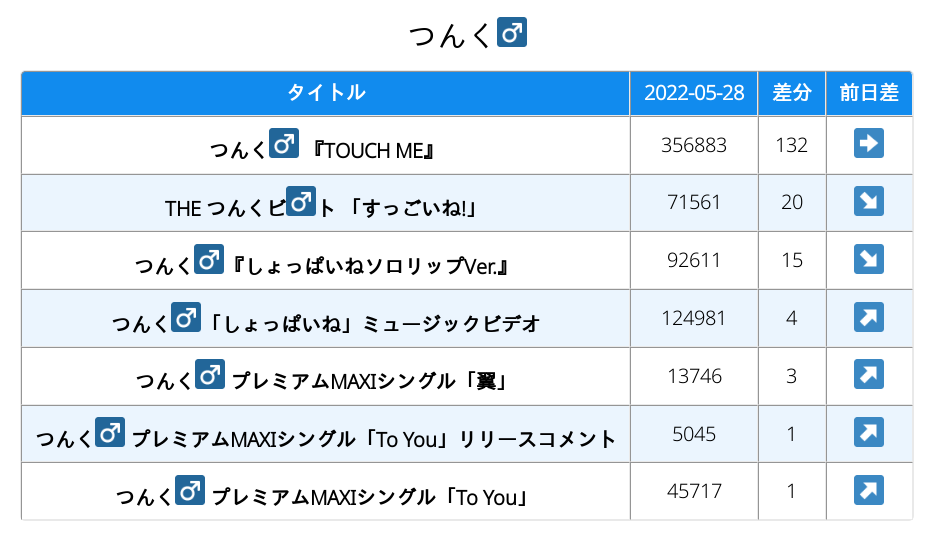 つんく♂
タイトル 2022-05-28 差分 前日差
つんく♂ 『TOUCH ME』 356883 132 ➡
THE つんくビ♂ト 「すっごいね!」 71561 20 ↘
つんく♂『しょっぱいねソロリップVer.』 92611 15 ↘
つんく♂「しょっぱいね」ミュージックビデオ 124981 4 ↗
つんく♂ プレミアムMAXIシングル「翼」 13746 3 ↗
つんく♂ プレミアムMAXIシングル「To You」リリースコメント 5045 1 ↗
つんく♂ プレミアムMAXIシングル「To You」 45717 1 ↗